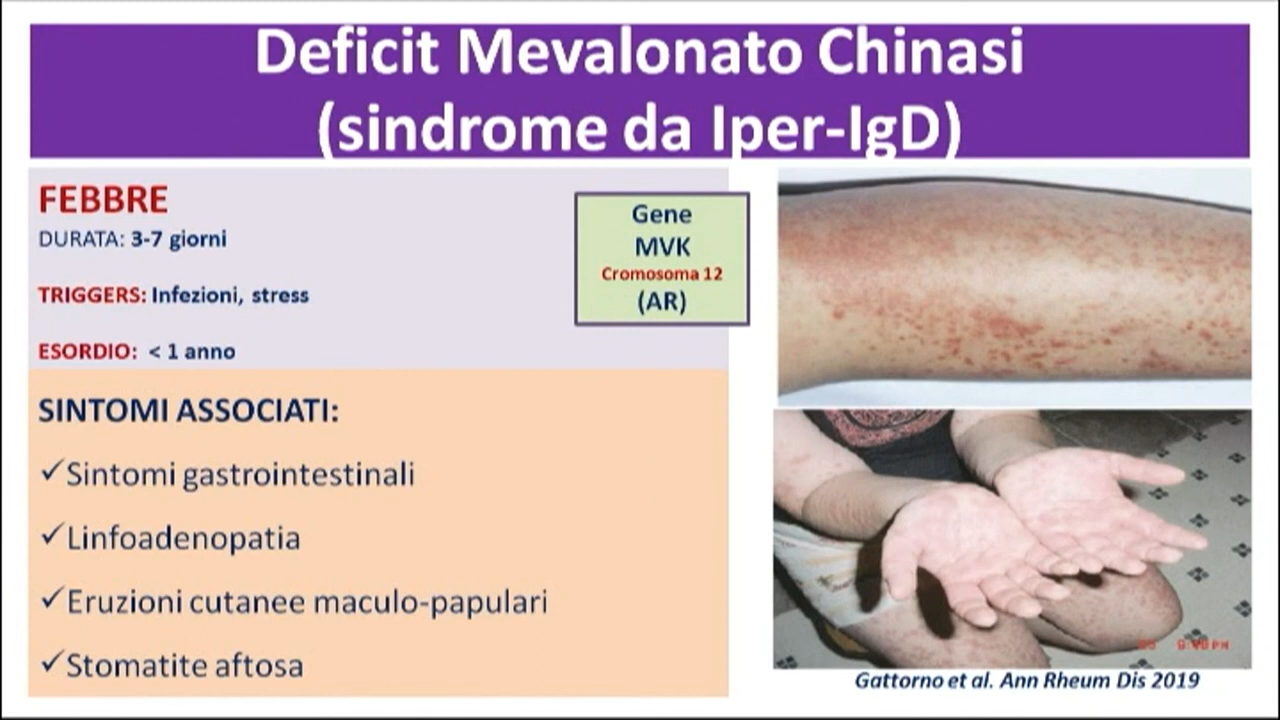 Deficit Mevalonato Chinasi
(sindrome da Iper-IgD)
FEBBRE
DURATA: 3-7 giorni
TRIGGERS: Infezioni, stress
ESORDIO: < 1 anno
Gene
MVK
Cromosoma 12
(AR)
SINTOMI ASSOCIATI:
✓Sintomi gastrointestinali
✓Linfoadenopatia
✓Eruzioni cutanee maculo-papulari
✓Stomatite aftosa
Gattorno et al. Ann Rheum Dis 2019